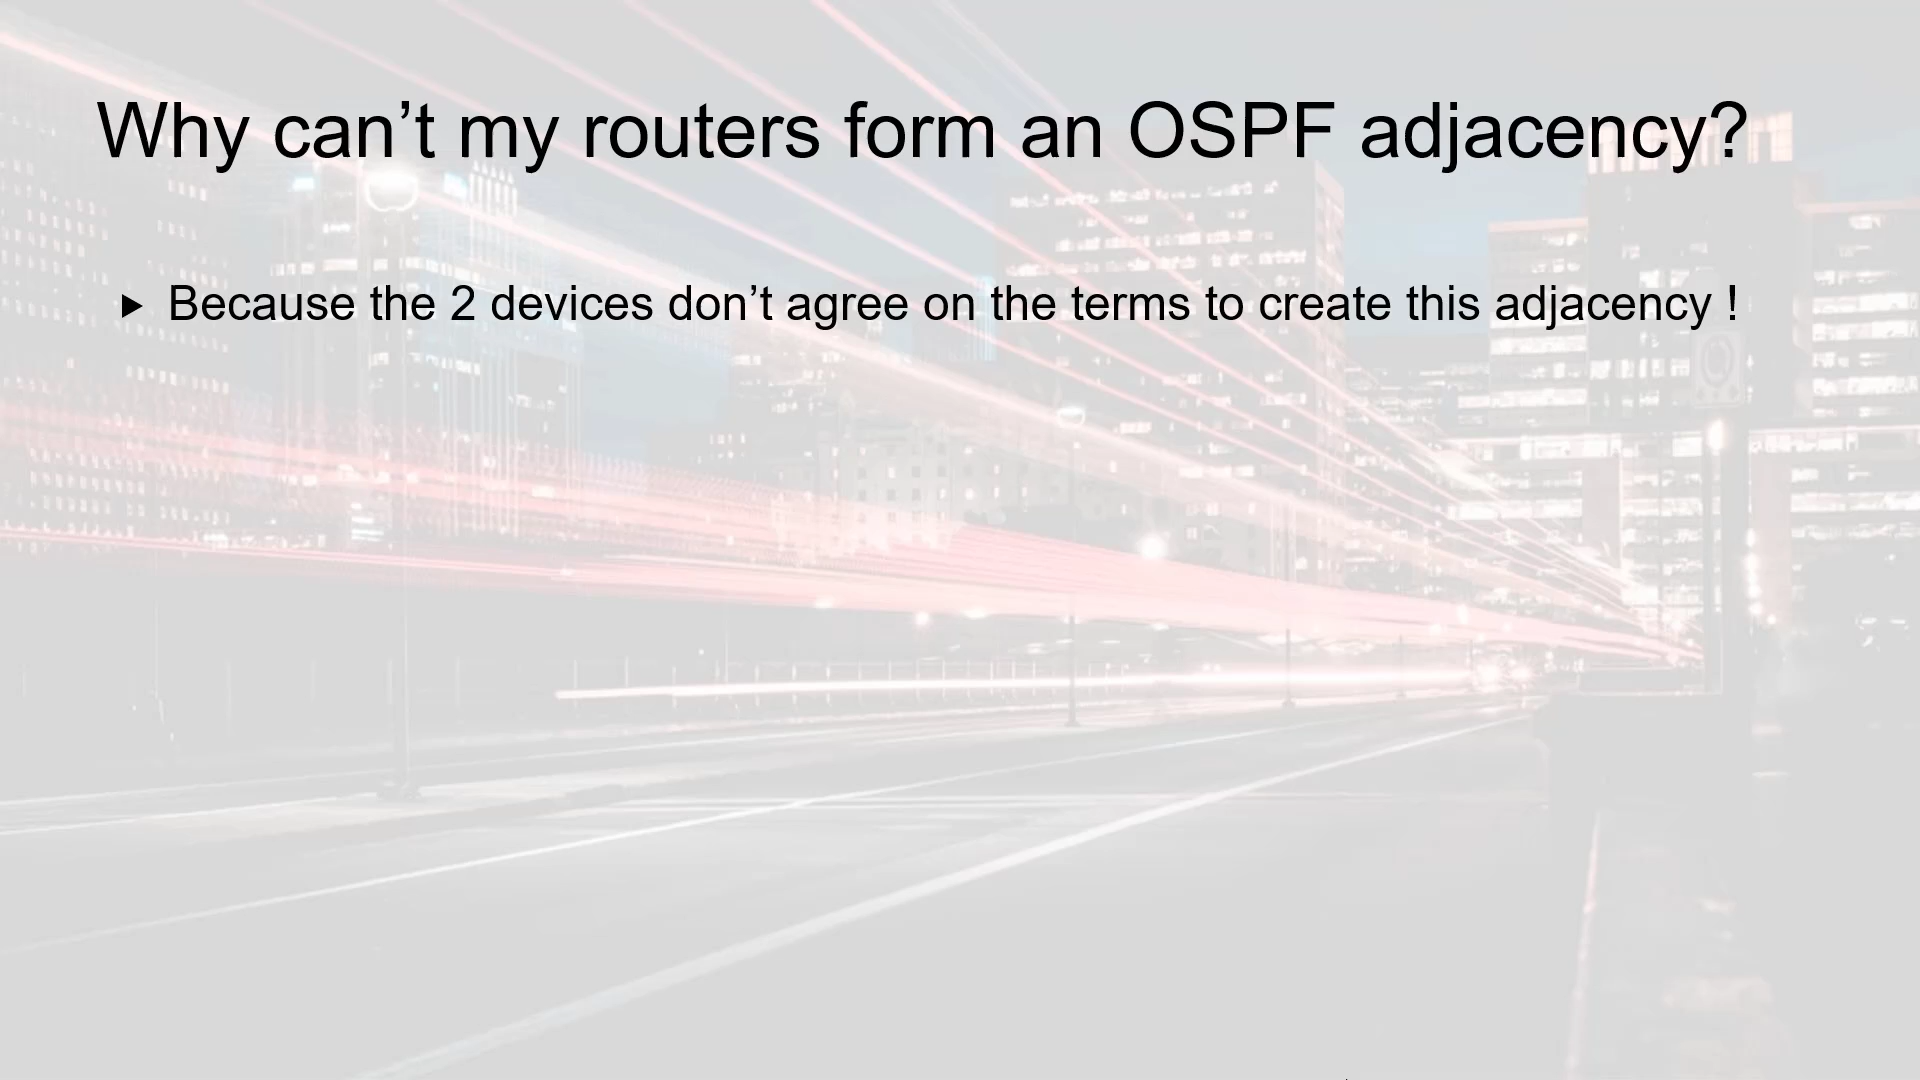 Why can’t my routers form an OSPF adjacency?
Because the 2 devices don’t agree on the terms to create this adjacency !